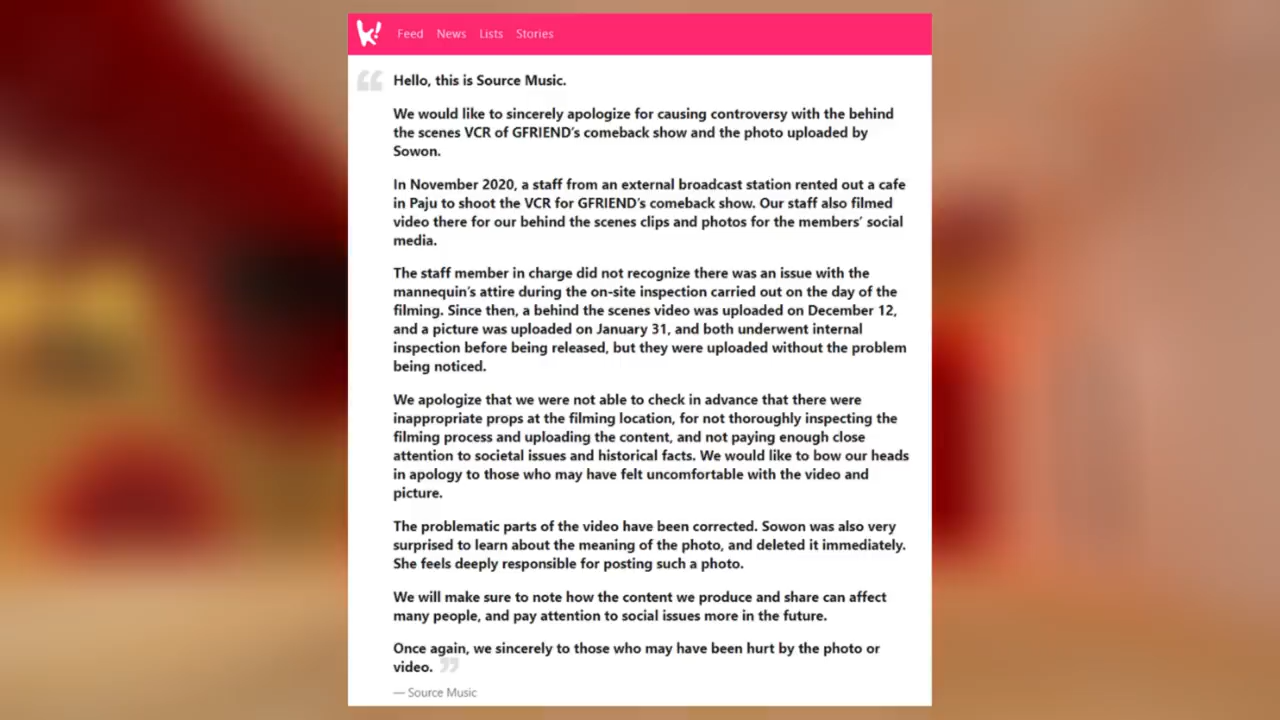 k!
Feed News Lists Stories
“
Hello, this is Source Music.
We would like to sincerely apologize for causing controversy with the behind
the scenes VCR of GFRIEND’s comeback show and the photo uploaded by
Sowon.
In November 2020, a staff from an external broadcast station rented out a cafe
in Paju to shoot the VCR for GFRIEND’s comeback show. Our staff also filmed
video there for our behind the scenes clips and photos for the members’ social
media.
The staff member in charge did not recognize there was an issue with the
mannequin’s attire during the on-site inspection carried out on the day of the
filming. Since then, a behind the scenes video was uploaded on December 12,
and a picture was uploaded on January 31, and both underwent internal
inspection before being released, but they were uploaded without the problem
being noticed.
We apologize that we were not able to check in advance that there were
inappropriate props at the filming location, for not thoroughly inspecting the
filming process and uploading the content, and not paying enough close
attention to societal issues and historical facts. We would like to bow our heads
in apology to those who may have felt uncomfortable with the video and
picture.
The problematic parts of the video have been corrected. Sowon was also very
surprised to learn about the meaning of the photo, and deleted it immediately.
She feels deeply responsible for posting such a photo.
We will make sure to note how the content we produce and share can affect
many people, and pay attention to social issues more in the future.
Once again, we sincerely to those who may have been hurt by the photo or
video. ”
— Source Music